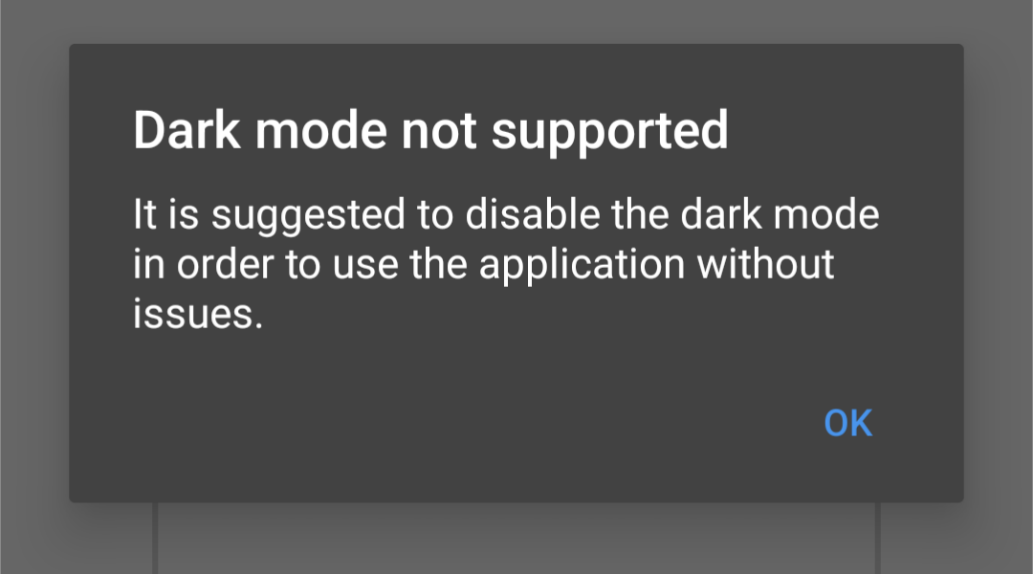 Dark mode not supported
It is suggested to disable the dark mode
in order to use the application without
issues.
OK